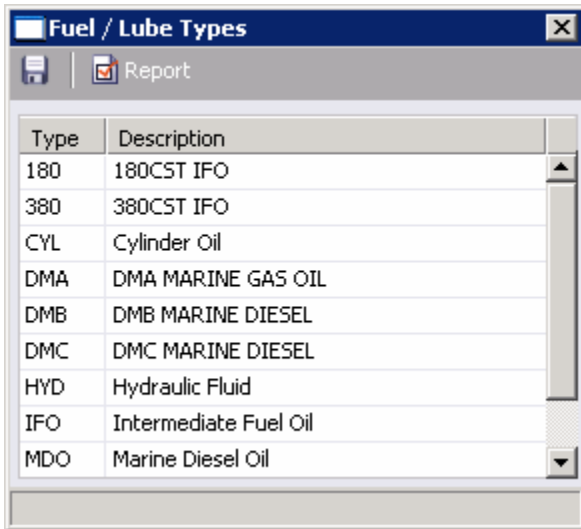 Fuel / Lube Types
Report
Type Description
180 180CST IFO
380 380CST IFO
CYL Cylinder Oil
DMA DMA MARINE GAS OIL
DMB DMB MARINE DIESEL
DMC DMC MARINE DIESEL
HYD Hydraulic Fluid
IFO Intermediate Fuel Oil
MDO Marine Diesel Oil